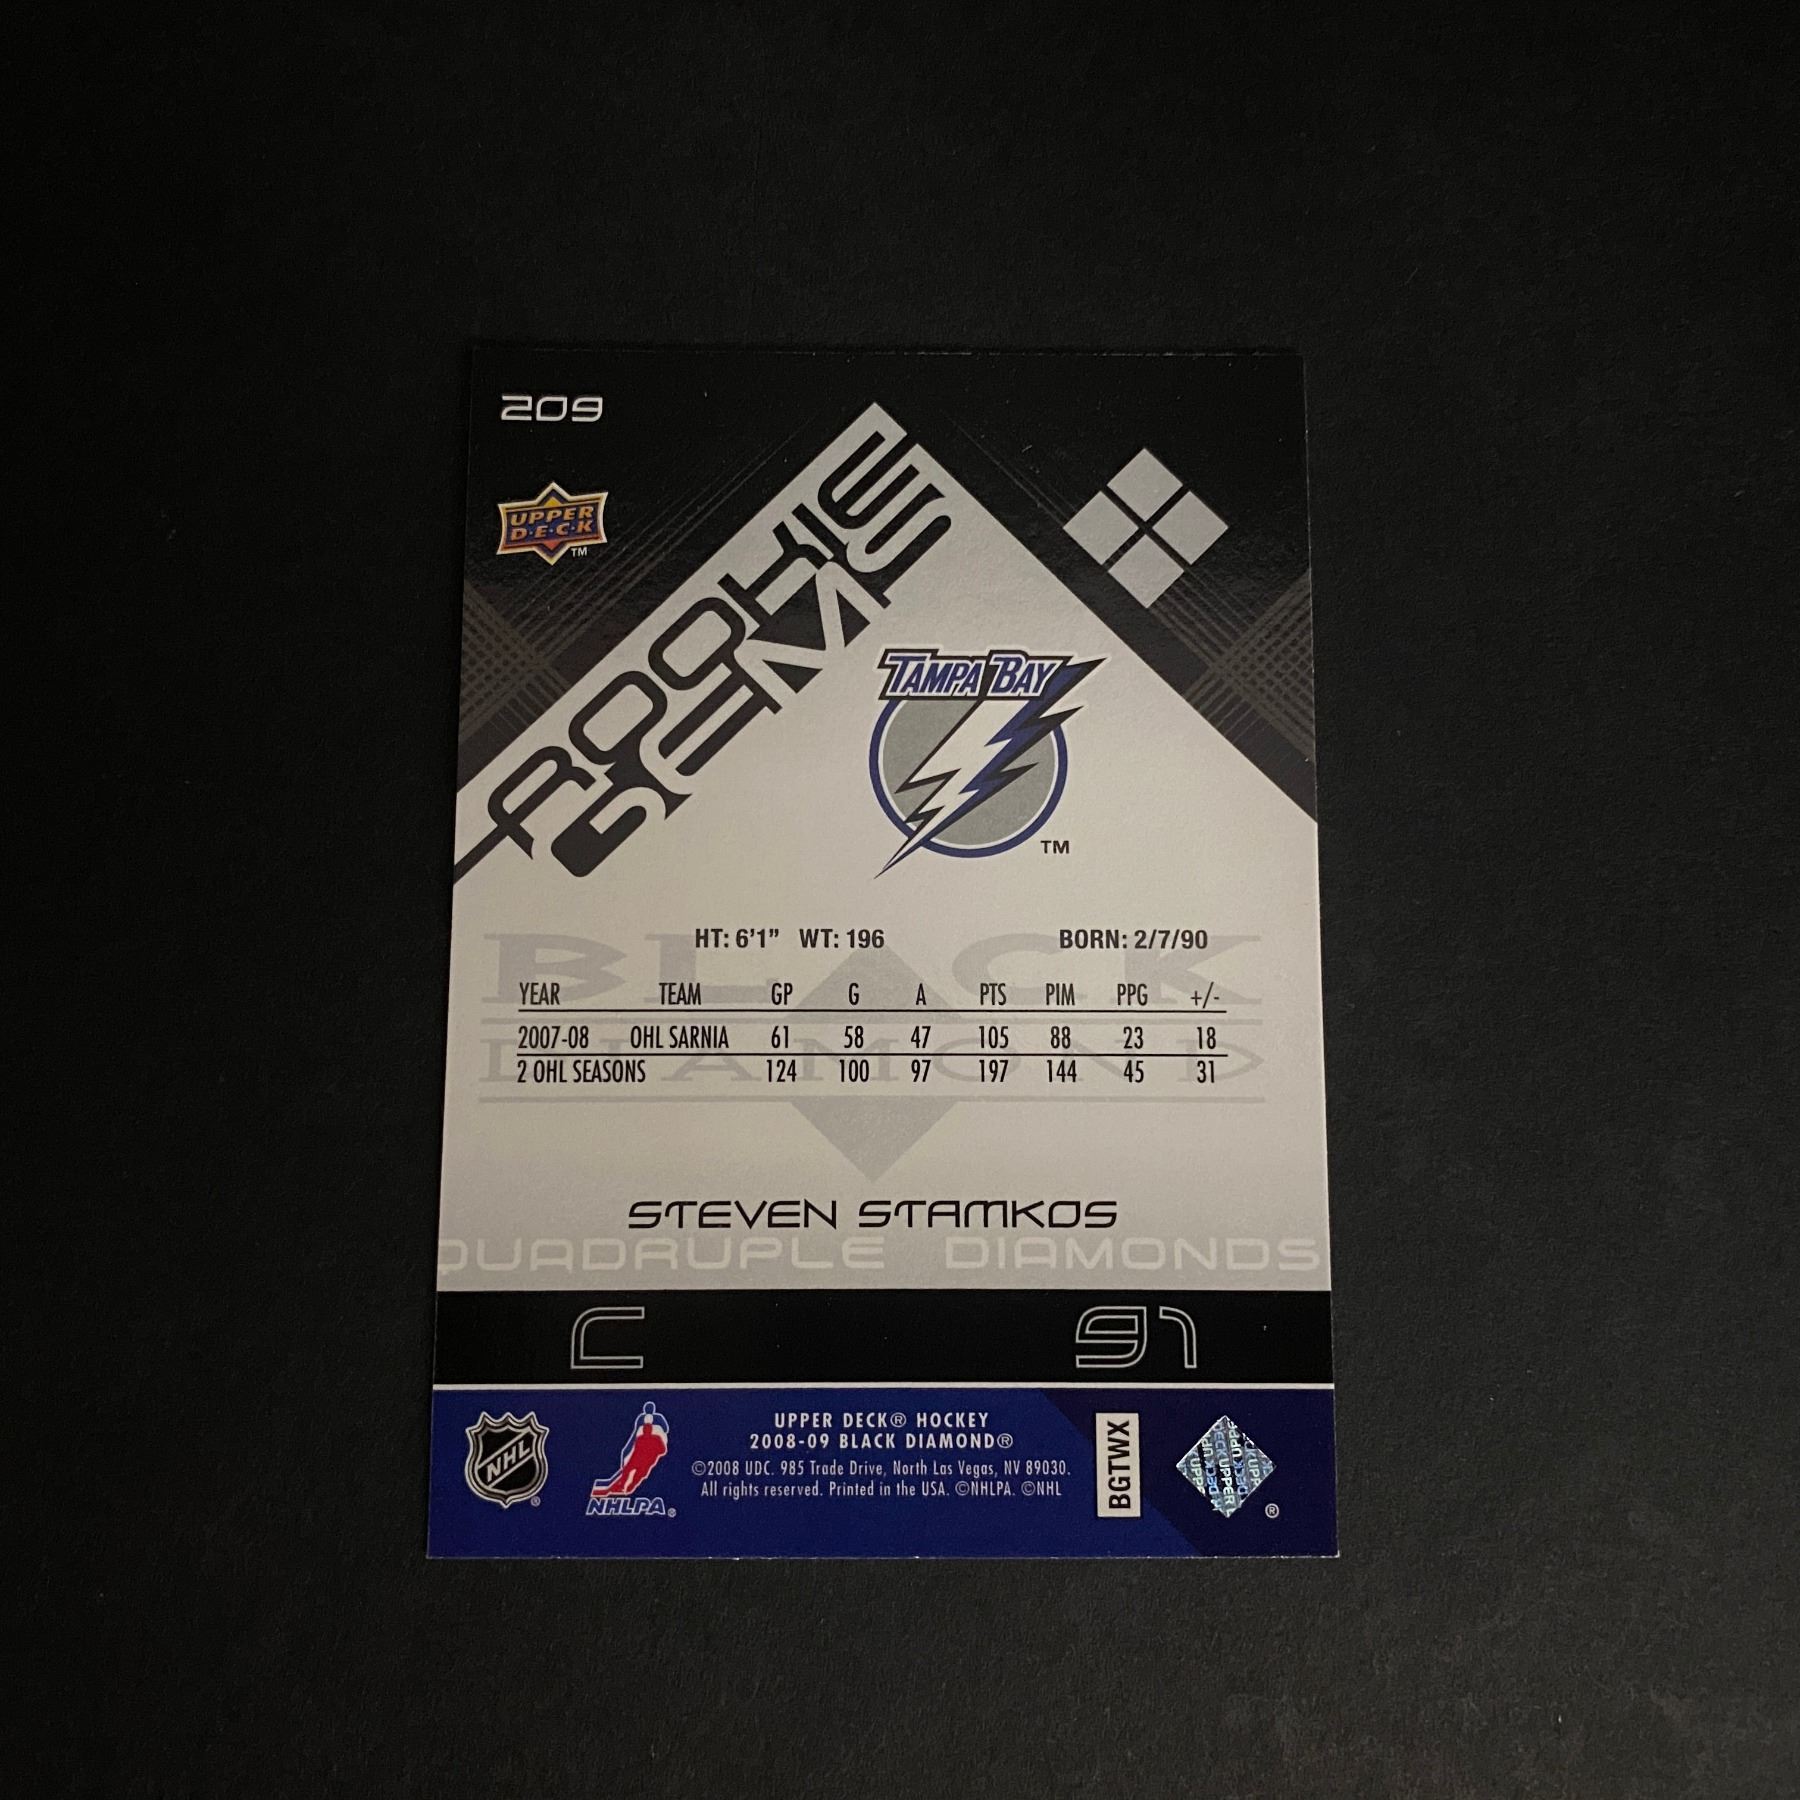 209
UPPER
D·E·C·K
TM
ROOKIE
GEMS
TAMPA BAY
TM
BLACK
DIAMOND
HT: 6'1" WT: 196 BORN: 2/7/90
YEAR TEAM GP G A PTS PIM PPG +/-
2007-08 OHL SARNIA 61 58 47 105 88 23 18
2 OHL SEASONS 124 100 97 197 144 45 31
STEVEN STAMKOS
QUADRUPLE DIAMONDS
C 91
NHL
®
NHLPA®
UPPER DECK® HOCKEY
2008-09 BLACK DIAMOND®
©2008 UDC. 985 Trade Drive, North Las Vegas, NV 89030.
All rights reserved. Printed in the USA. ©NHLPA. ©NHL
BGTWX
UPPER DECK
®